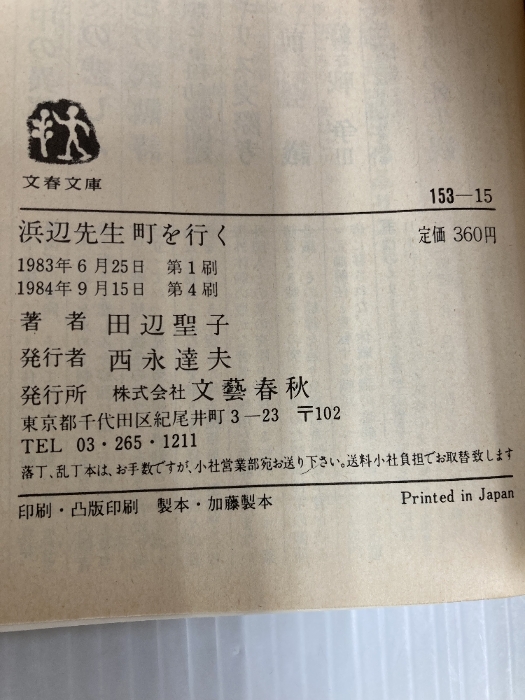 文春文庫
153—15
浜辺先生 町を行く
定価 360円
1983年6月25日 第1刷
1984年9月15日 第4刷
著 者 田辺聖子
発行者 西永達夫
発行所 株式会社 文藝春秋
東京都千代田区紀尾井町3—23 〒102
TEL 03・265・1211
落丁、乱丁本は、お手数ですが、小社営業部宛お送り下さい。送料小社負担でお取替致します
印刷・凸版印刷 製本・加藤製本
Printed in Japan